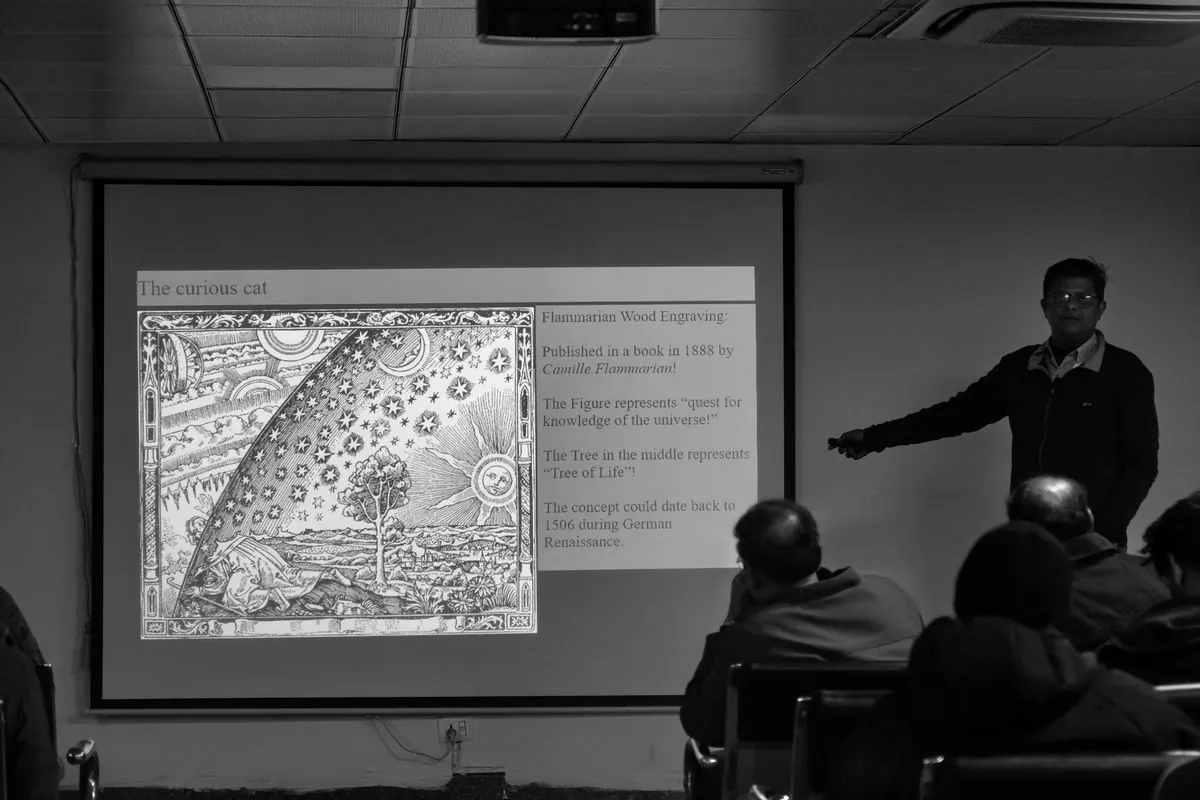 The curious cat
Flammarian Wood Engraving:
Published in a book in 1888 by
Camille Flammarian!
The Figure represents “quest for
knowledge of the universe!”
The Tree in the middle represents
“Tree of Life”!
The concept could date back to
1506 during German
Renaissance.